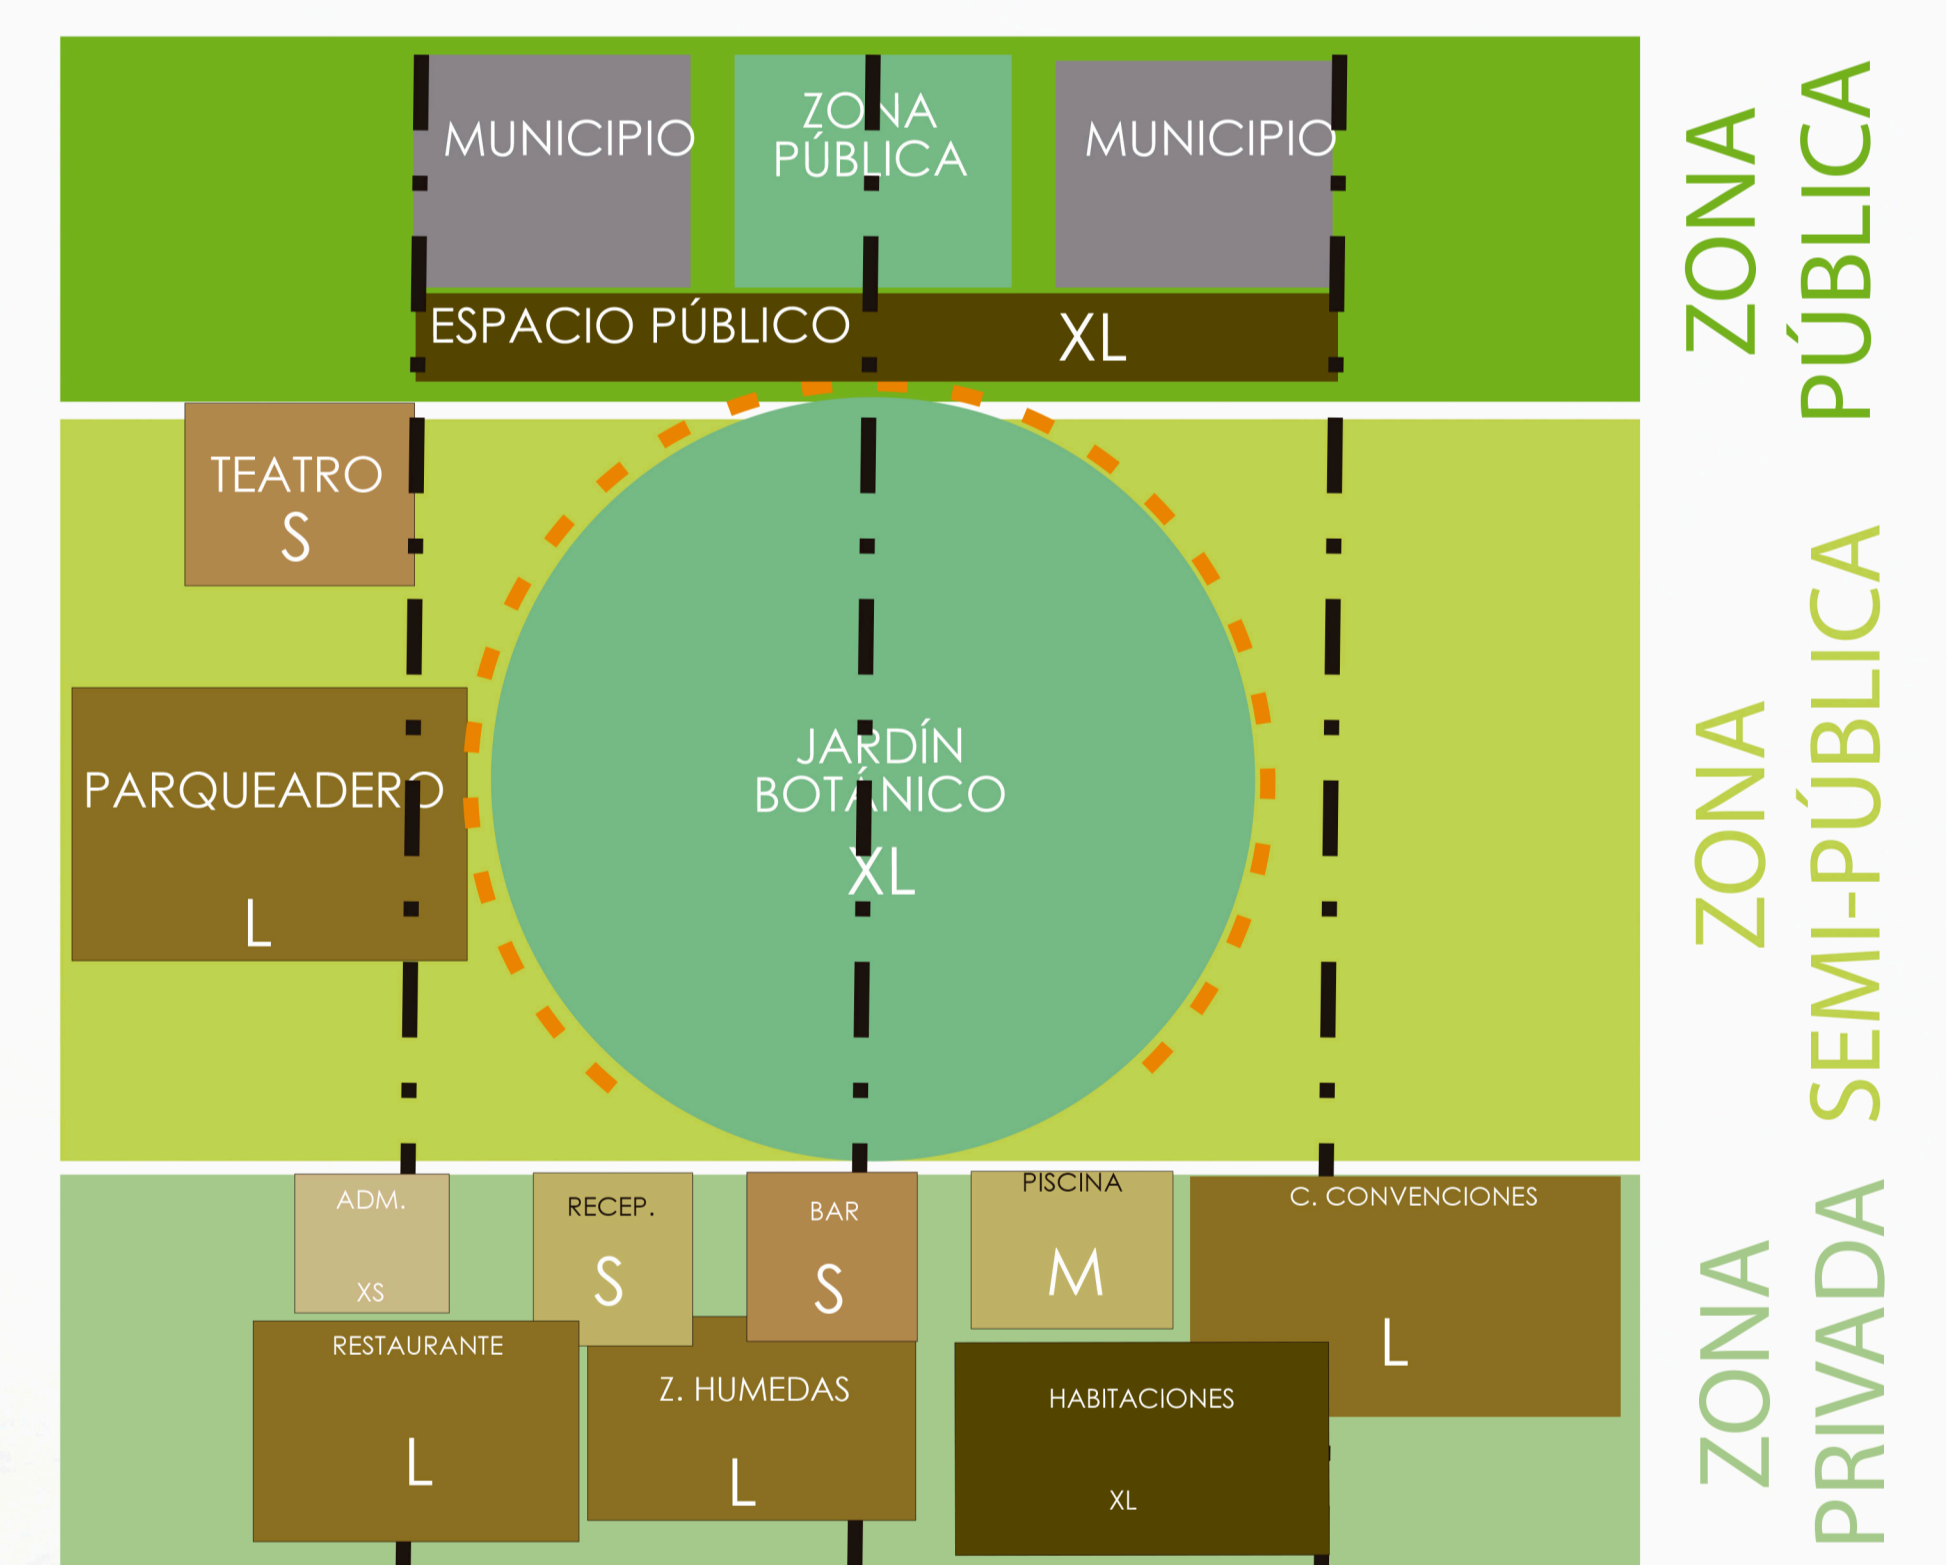 MUNICIPIO
ZONA
PÚBLICA
MUNICIPIO
ESPACIO PÚBLICO
XL
ZONA
PÚBLICA
TEATRO
S
PARQUEADERO
L
JARDÍN
BOTÁNICO
XL
ZONA
SEMI-PÚBLICA
ADM.
XS
RECEP.
S
BAR
S
PISCINA
M
C. CONVENCIONES
L
RESTAURANTE
L
Z. HUMEDAS
L
HABITACIONES
XL
ZONA
PRIVADA